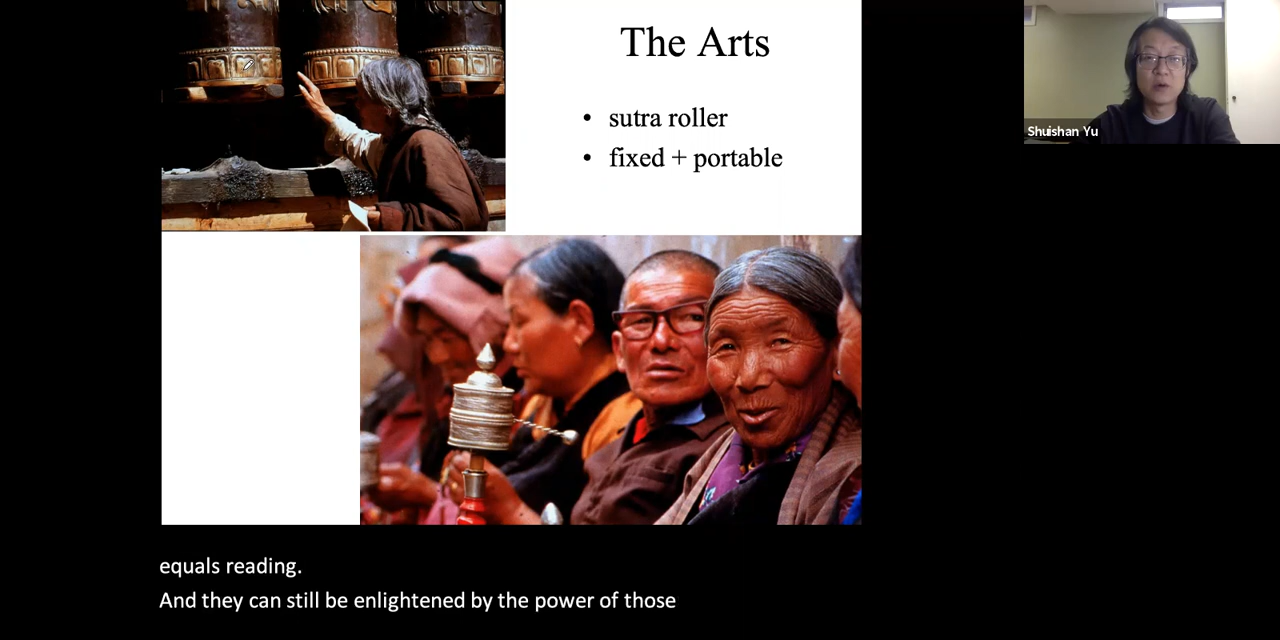 The Arts
• sutra roller
• fixed + portable
Shuishan Yu
equals reading.
And they can still be enlightened by the power of those